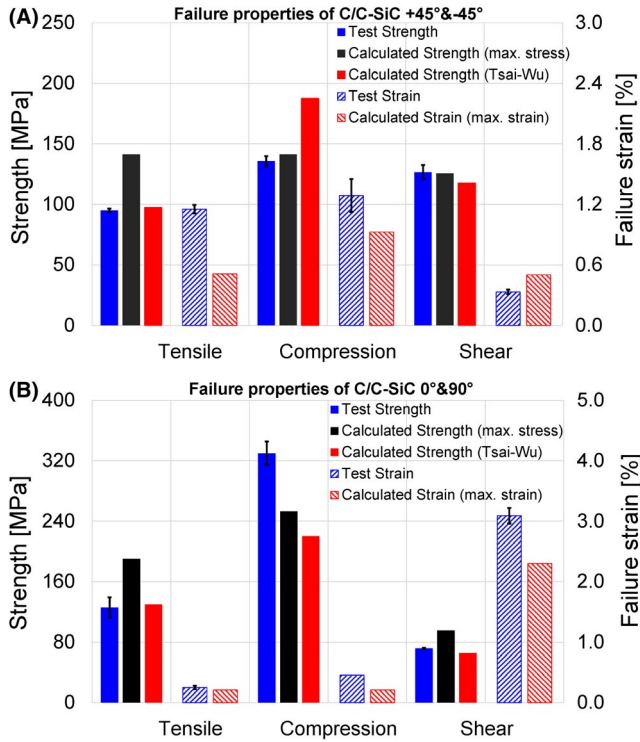 (A)
Failure properties of C/C-SiC +45°&-45°
Test Strength
Calculated Strength (max. stress)
Calculated Strength (Tsai-Wu)
Test Strain
Calculated Strain (max. strain)
Strength [MPa]
250
200
150
100
50
0
Failure strain [%]
3.0
2.4
1.8
1.2
0.6
0.0
Tensile Compression Shear
(B)
Failure properties of C/C-SiC 0°&90°
Test Strength
Calculated Strength (max. stress)
Calculated Strength (Tsai-Wu)
Test Strain
Calculated Strain (max. strain)
Strength [MPa]
400
320
240
160
80
0
Failure strain [%]
5.0
4.0
3.0
2.0
1.0
0.0
Tensile Compression Shear